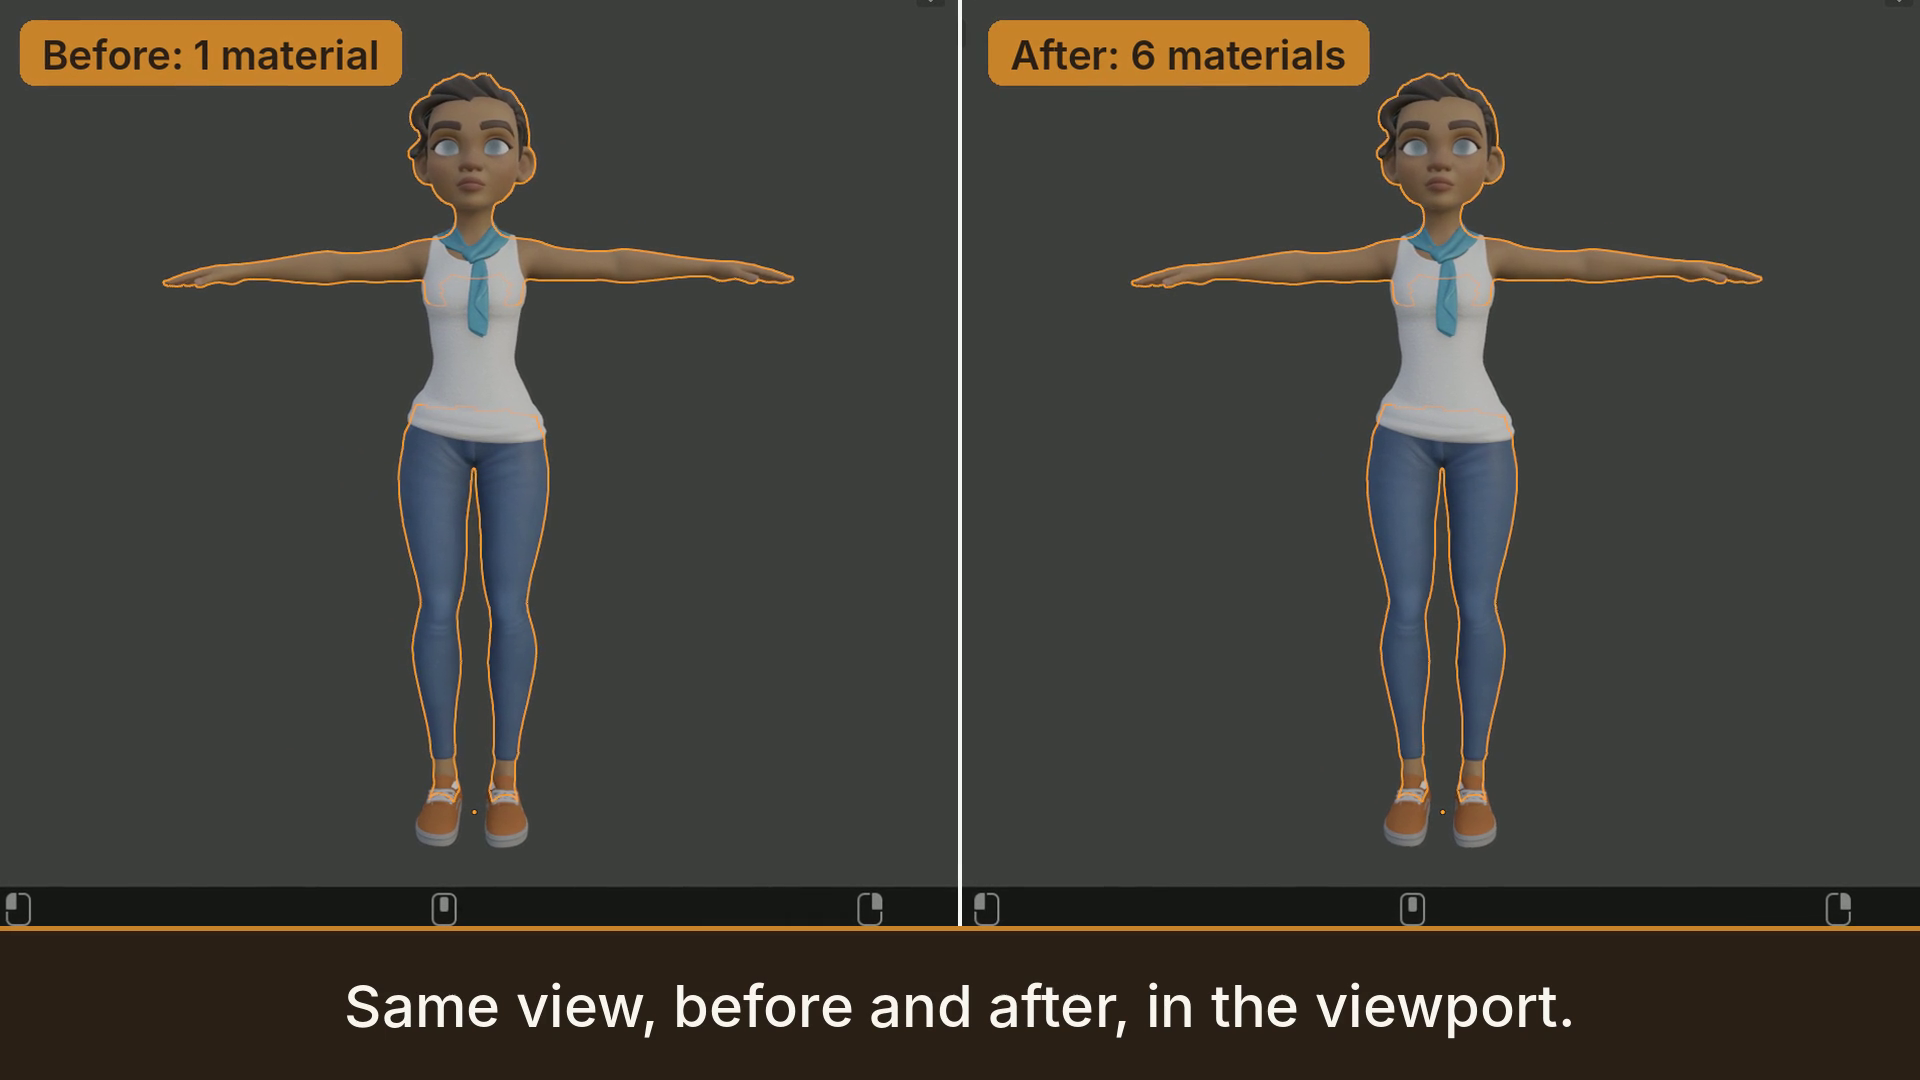 Before: 1 material
After: 6 materials
Same view, before and after, in the viewport.